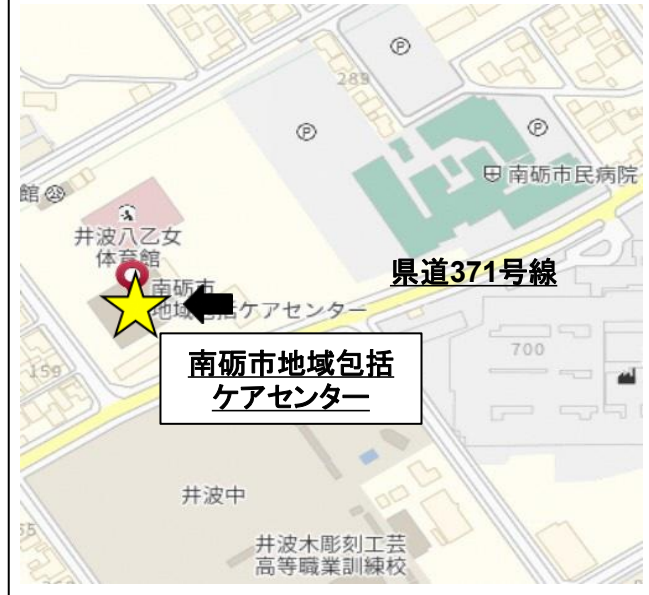 P
289
P
P
南砺市民病院
館
井波八乙女
体育館
県道371号線
南砺市
地域包括ケアセンター
南砺市地域包括
ケアセンター
700
159
井波中
井波木彫刻工芸
高等職業訓練校